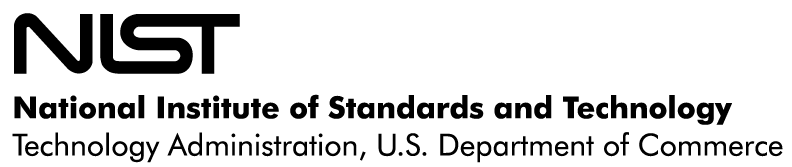 NIST
National Institute of Standards and Technology
Technology Administration, U.S. Department of Commerce